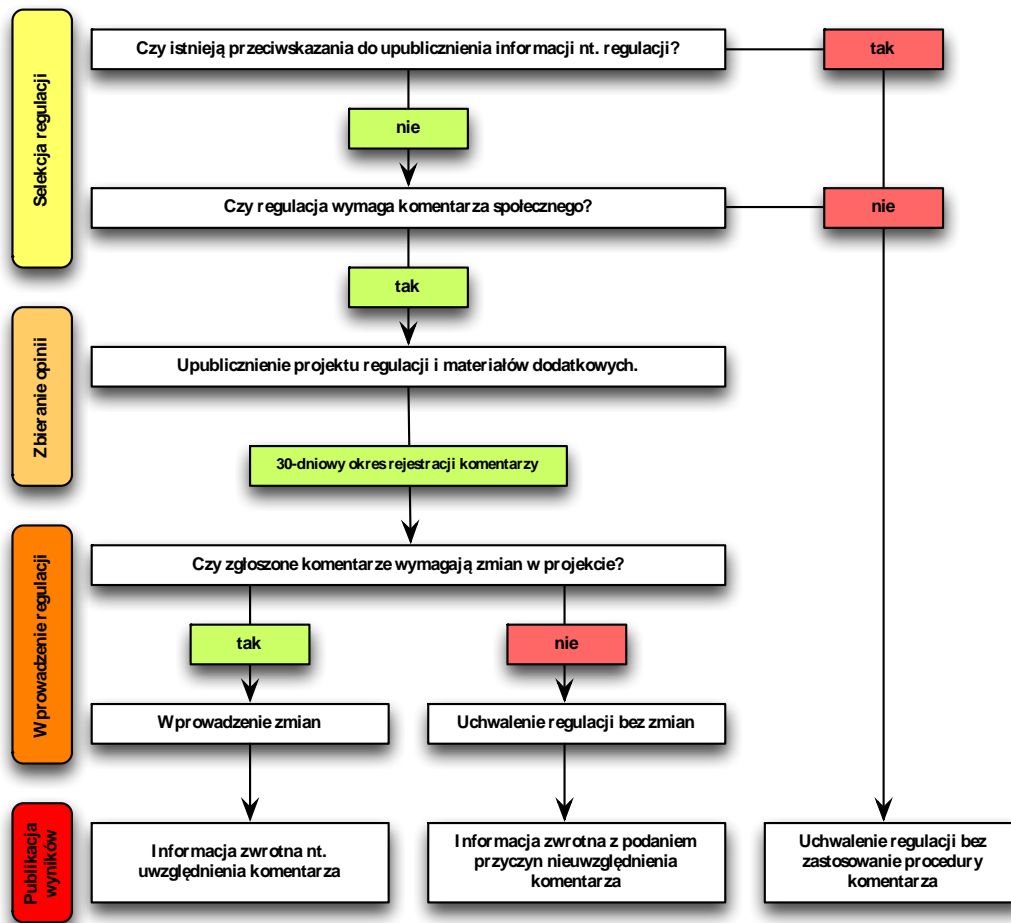 Selekcja regulacji
Czy istnieją przeciwskazania do upublicznienia informacji nt. regulacji?
tak
nie
Czy regulacja wymaga komentarza społecznego?
nie
tak
Zbieranie opinii
Upublicznienie projektu regulacji i materiałów dodatkowych.
30-dniowy okres rejestracji komentarzy
Wprowadzenie regulacji
Czy zgłoszone komentarze wymagają zmian w projekcie?
tak
nie
Wprowadzenie zmian
Uchwalenie regulacji bez zmian
Publikacja
wyników
Informacja zwrotna nt.
uwzględnienia komentarza
Informacja zwrotna z podaniem
przyczyn nieuwzględnienia
komentarza
Uchwalenie regulacji bez
zastosowanie procedury
komentarza